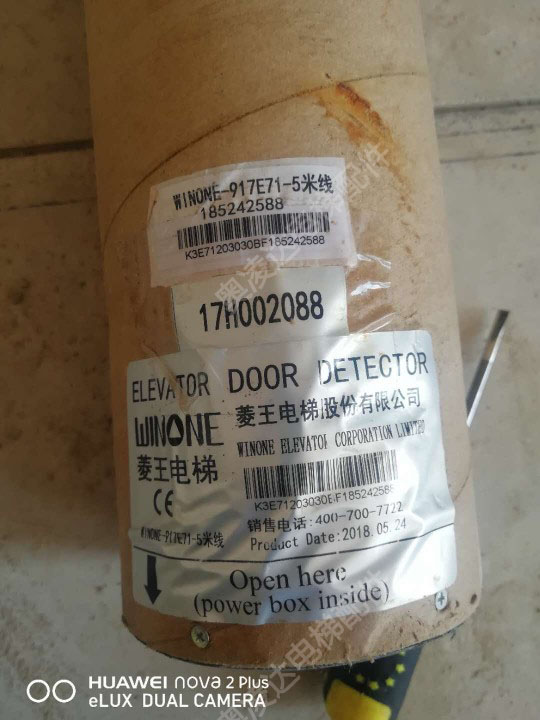 WINONE-917E71-5米线
185242588
K3E71203030BF185242588
17H002088
ELEVATOR DOOR DETECTOR
WINONE
菱王电梯股份有限公司
WINONE ELEVATOR CORPORATION LIMITED
菱王电梯
K3E71203030BF185242588
CE
销售电话:400-700-7722
WINONE-917E71-5米线
Product Date:2018.05.24
Open here
(power box inside)
HUAWEI nova 2 Plus
eLUX DUAL CAMERA